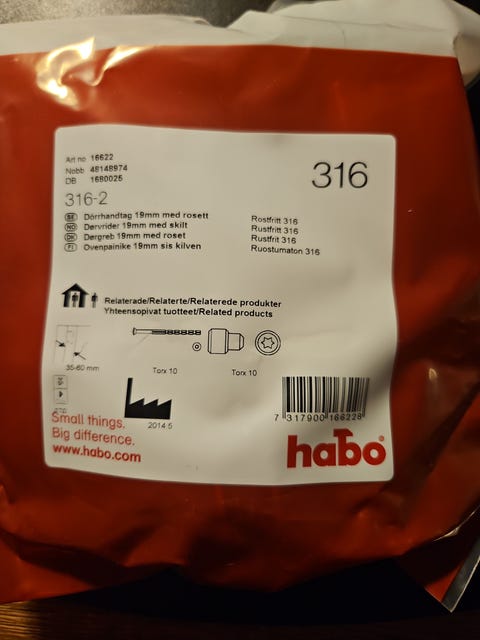 Art no 16622
Nobb 48148974
DB 1680025
316
316-2
SE Dörrhandtag 19mm med rosett Rostfritt 316
NO Dørvrider 19mm med skilt Rustfritt 316
DK Dørgreb 19mm med roset Rustfrit 316
FI Ovenpainike 19mm sis kilven Ruostumaton 316
Relaterade/Relaterte/Relaterede produkter
Yhteensopivat tuotteet/Related products
35-60 mm
Torx 10
Torx 10
2014 5
7 317900 166228
Small things.
Big difference.
www.habo.com
habo®